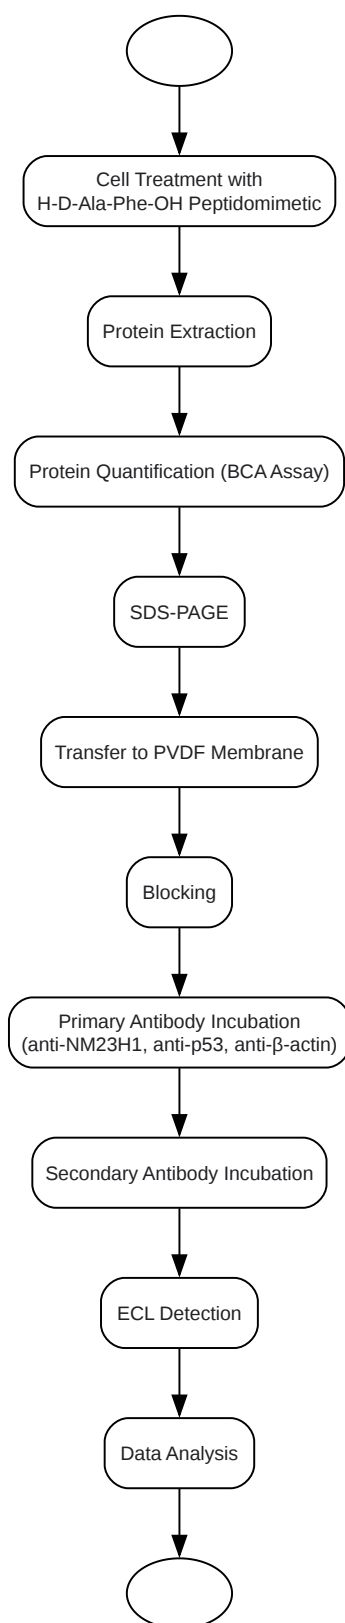 Cell Treatment with
H-D-Ala-Phe-OH Peptidomimetic
Protein Extraction
Protein Quantification (BCA Assay)
SDS-PAGE
Transfer to PVDF Membrane
Blocking
Primary Antibody Incubation
(anti-NM23H1, anti-p53, anti-β-actin)
Secondary Antibody Incubation
ECL Detection
Data Analysis